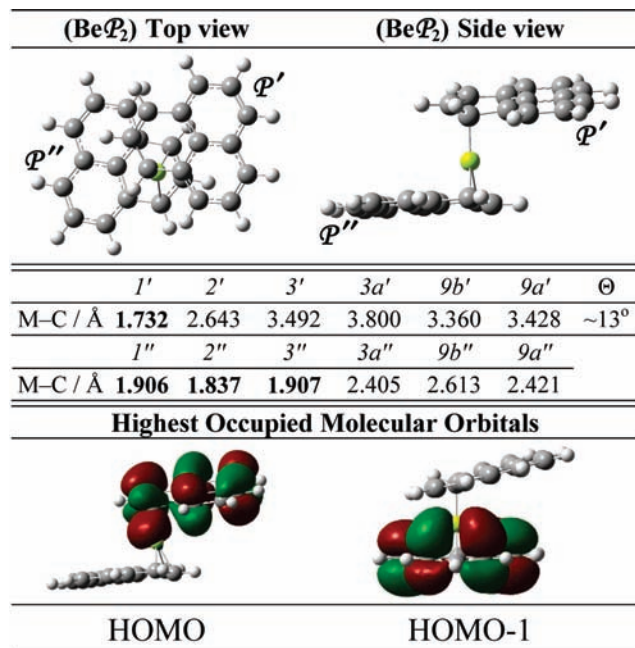 (Be𝒫₂) Top view (Be𝒫₂) Side view
𝒫′
𝒫″
𝒫′
𝒫″
1′ 2′ 3′ 3a′ 9b′ 9a′ Θ
M–C / Å 1.732 2.643 3.492 3.800 3.360 3.428 ~13°
1″ 2″ 3″ 3a″ 9b″ 9a″
M–C / Å 1.906 1.837 1.907 2.405 2.613 2.421
Highest Occupied Molecular Orbitals
HOMO HOMO-1